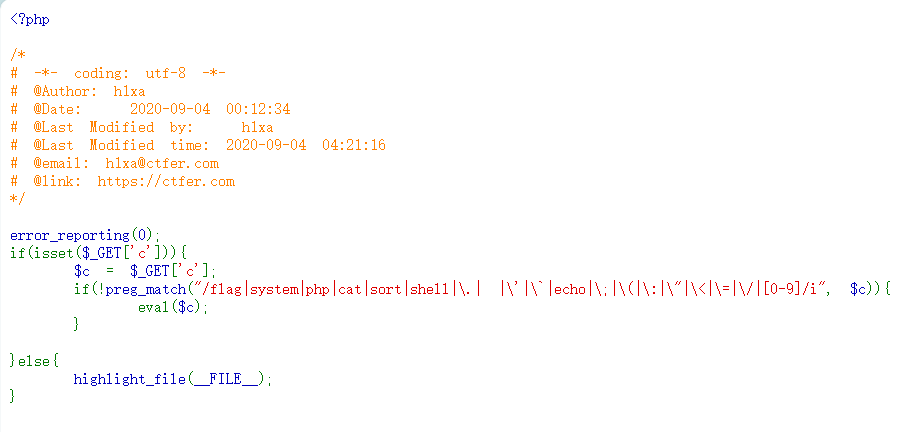 <?php
/*
# -*- coding: utf-8 -*-
# @Author: h1xa
# @Date:   2020-09-04 00:12:34
# @Last Modified by:   h1xa
# @Last Modified time: 2020-09-04 04:21:16
# @email: h1xa@ctfer.com
# @link: https://ctfer.com
*/
error_reporting(0);
if(isset($_GET['c'])){
    $c = $_GET['c'];
    if(!preg_match("/flag|system|php|cat|sort|shell|\.| |\'|\`|echo|\;|\(|\:|\"|\<|\=|\/|[0-9]/i", $c)){
        eval($c);
    }
}else{
    highlight_file(__FILE__);
}